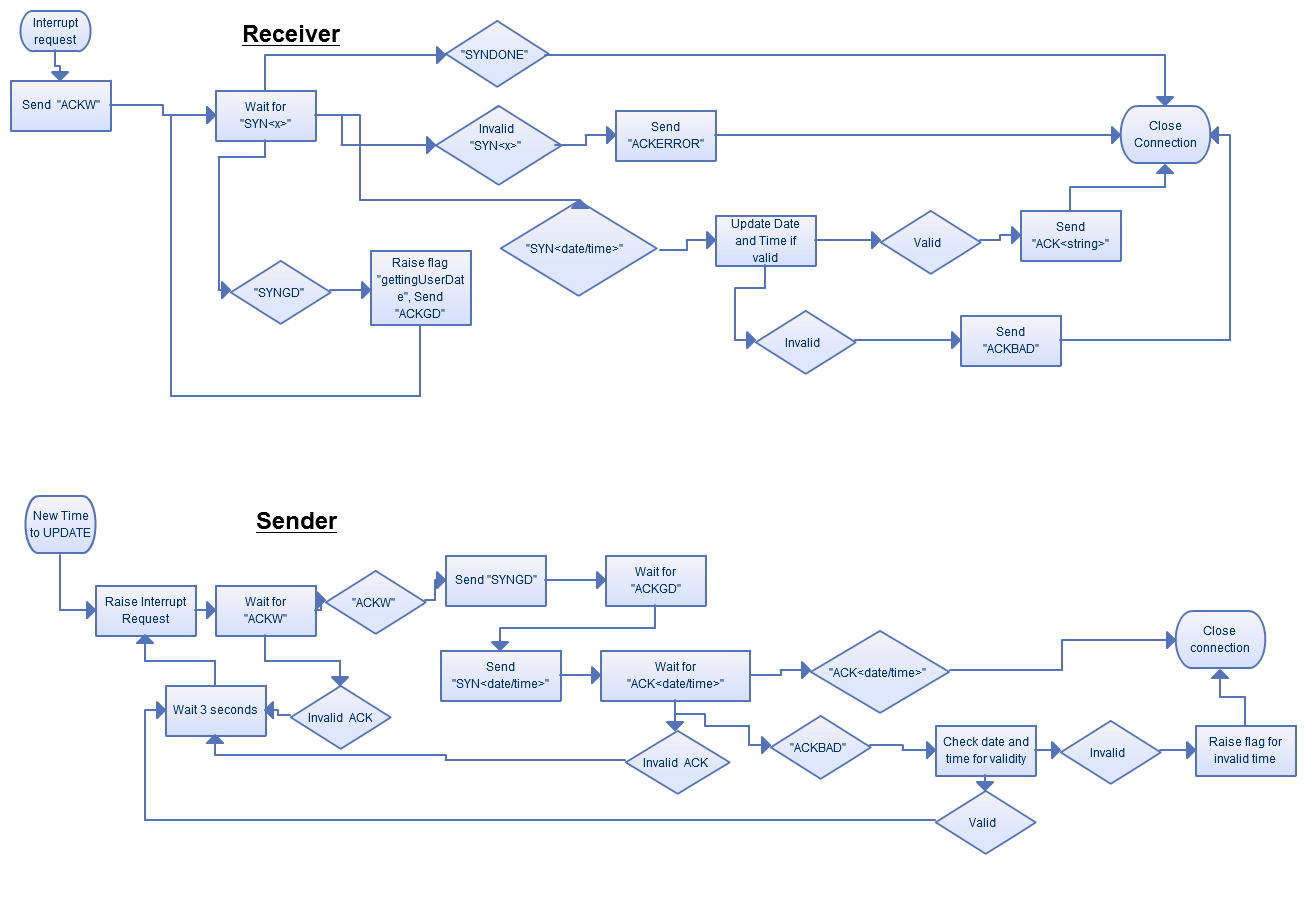 Interrupt
request
Receiver
Send "ACKW"
Wait for
"SYN<x>"
"SYNDONE"
Invalid
"SYN<x>"
Send
"ACKERROR"
Close
Connection
"SYN<date/time>"
Update Date
and Time if
valid
Valid
Send
"ACK<string>"
"SYNGD"
Raise flag
"gettingUserDat
e", Send
"ACKGD"
Invalid
Send
"ACKBAD"
New Time
to UPDATE
Sender
Raise Interrupt
Request
Wait for
"ACKW"
"ACKW"
Send "SYNGD"
Wait for
"ACKGD"
Send
"SYN<date/time>"
Wait for
"ACK<date/time>"
"ACK<date/time>"
Close
connection
Wait 3 seconds
Invalid ACK
Invalid ACK
"ACKBAD"
Check date and
time for validity
Invalid
Raise flag for
invalid time
Valid